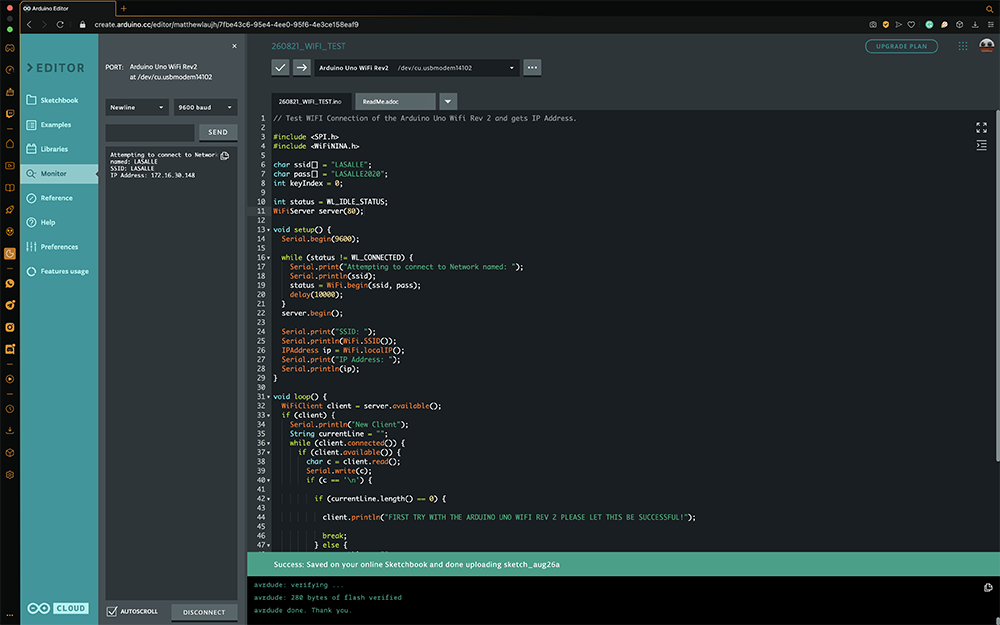 Arduino Editor
create.arduino.cc/editor/matthewlaujh/7fbe43c6-95e4-4ee0-95f6-4e3ce158eaf9
EDITOR
Sketchbook
Examples
Libraries
Monitor
Reference
Help
Preferences
Features usage
CLOUD
PORT: Arduino Uno WiFi Rev2
at /dev/cu.usbmodem14102
Newline
9600 baud
SEND
Attempting to connect to Network
named: LASALLE
SSID: LASALLE
IP Address: 172.16.30.148
AUTOSCROLL
DISCONNECT
260821_WIFI_TEST
UPGRADE PLAN
Arduino Uno WiFi Rev2 /dev/cu.usbmodem14102
260821_WIFI_TEST.ino
ReadMe.adoc
1 // Test WIFI Connection of the Arduino Uno Wifi Rev 2 and gets IP Address.
2
3 #include <SPI.h>
4 #include <WiFiNINA.h>
5
6 char ssid[] = "LASALLE";
7 char pass[] = "LASALLE2020";
8 int keyIndex = 0;
9
10 int status = WL_IDLE_STATUS;
11 WiFiServer server(80);
12
13 void setup() {
14 Serial.begin(9600);
15
16 while (status != WL_CONNECTED) {
17 Serial.print("Attempting to connect to Network named: ");
18 Serial.println(ssid);
19 status = WiFi.begin(ssid, pass);
20 delay(10000);
21 }
22 server.begin();
23
24 Serial.print("SSID: ");
25 Serial.println(WiFi.SSID());
26 IPAddress ip = WiFi.localIP();
27 Serial.print("IP Address: ");
28 Serial.println(ip);
29 }
30
31 void loop() {
32 WiFiClient client = server.available();
33 if (client) {
34 Serial.println("New Client");
35 String currentLine = "";
36 while (client.connected()) {
37 if (client.available()) {
38 char c = client.read();
39 Serial.write(c);
40 if (c == '\n') {
41
42 if (currentLine.length() == 0) {
43
44 client.println("FIRST TRY WITH THE ARDUINO UNO WIFI REV 2 PLEASE LET THIS BE SUCCESSFUL!");
45
46 break;
47 } else {
Success: Saved on your online Sketchbook and done uploading sketch_aug26a
avrdude: verifying ...
avrdude: 280 bytes of flash verified
avrdude done. Thank you.